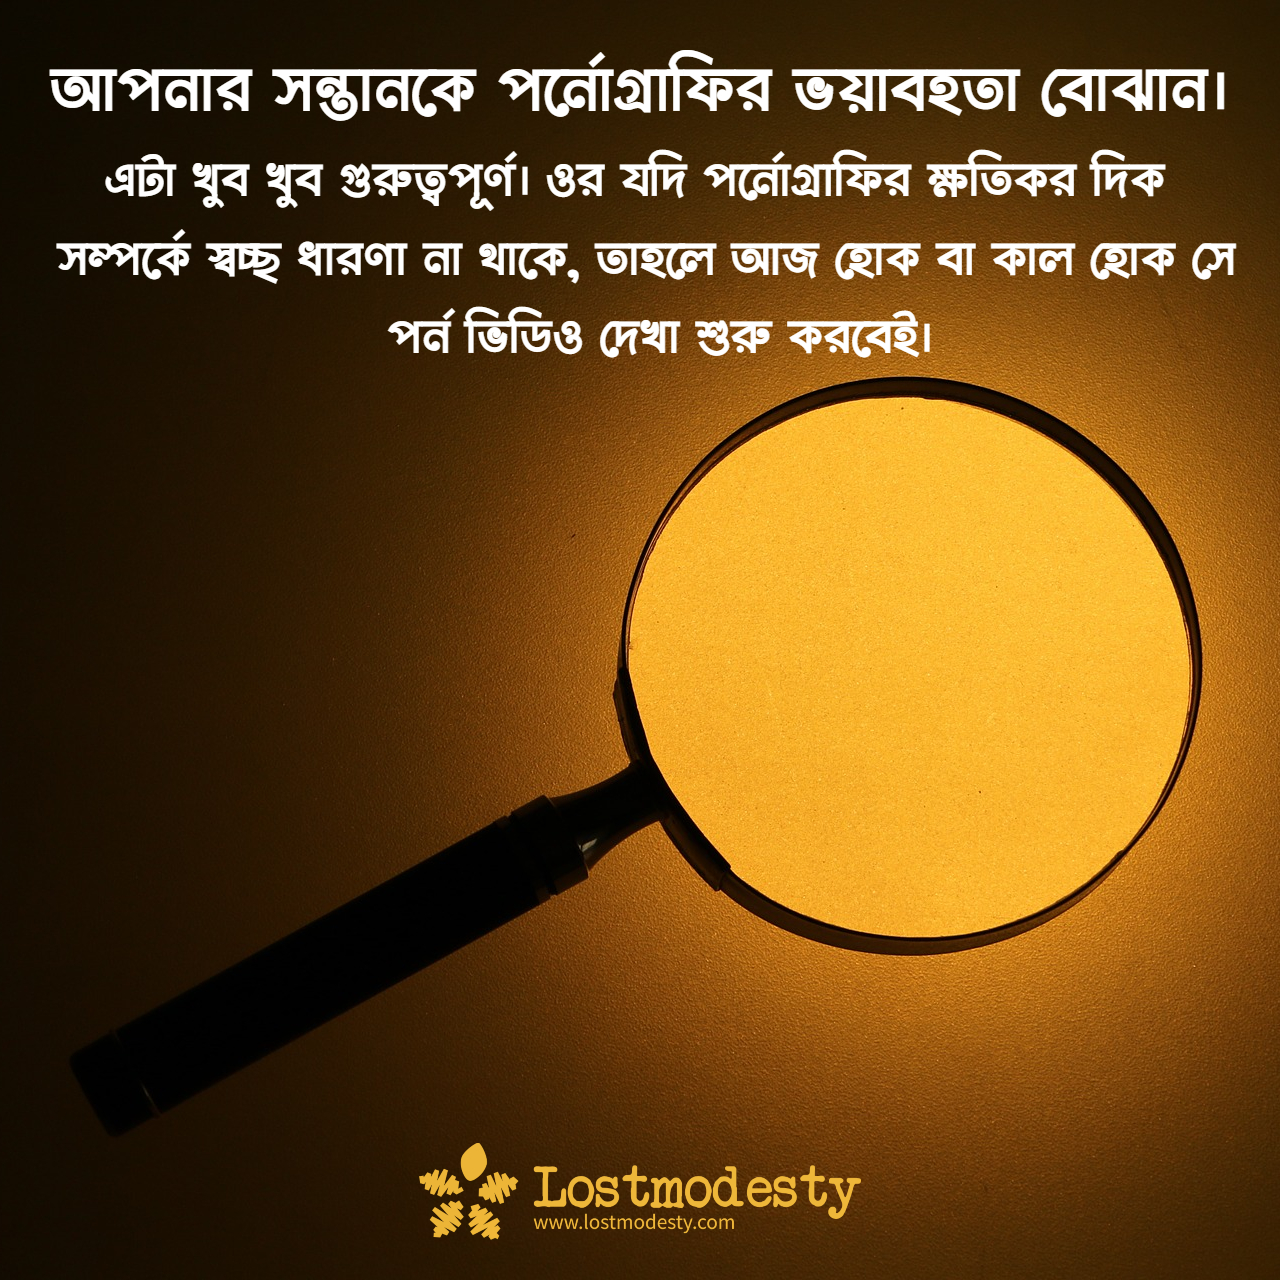 আপনার সন্তানকে পর্নোগ্রাফির ভয়াবহতা বোঝান।
এটা খুব খুব গুরুত্বপূর্ণ। ওর যদি পর্নোগ্রাফির ক্ষতিকর দিক
সম্পর্কে স্বচ্ছ ধারণা না থাকে, তাহলে আজ হোক বা কাল হোক সে
পর্ন ভিডিও দেখা শুরু করবেই।
Lostmodesty
www.lostmodesty.com